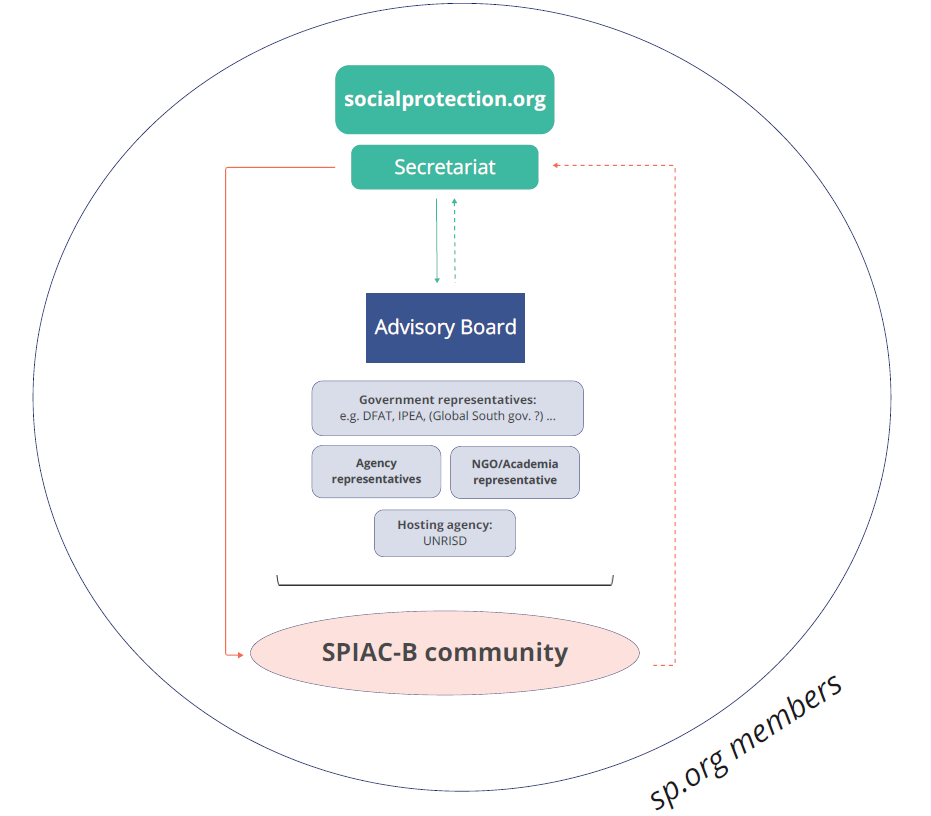 socialprotection.org
Secretariat
Advisory Board
Government representatives:
e.g. DFAT, IPEA, (Global South gov. ?) ...
Agency
representatives
NGO/Academia
representative
Hosting agency:
UNRISD
SPIAC-B community
sp.org members